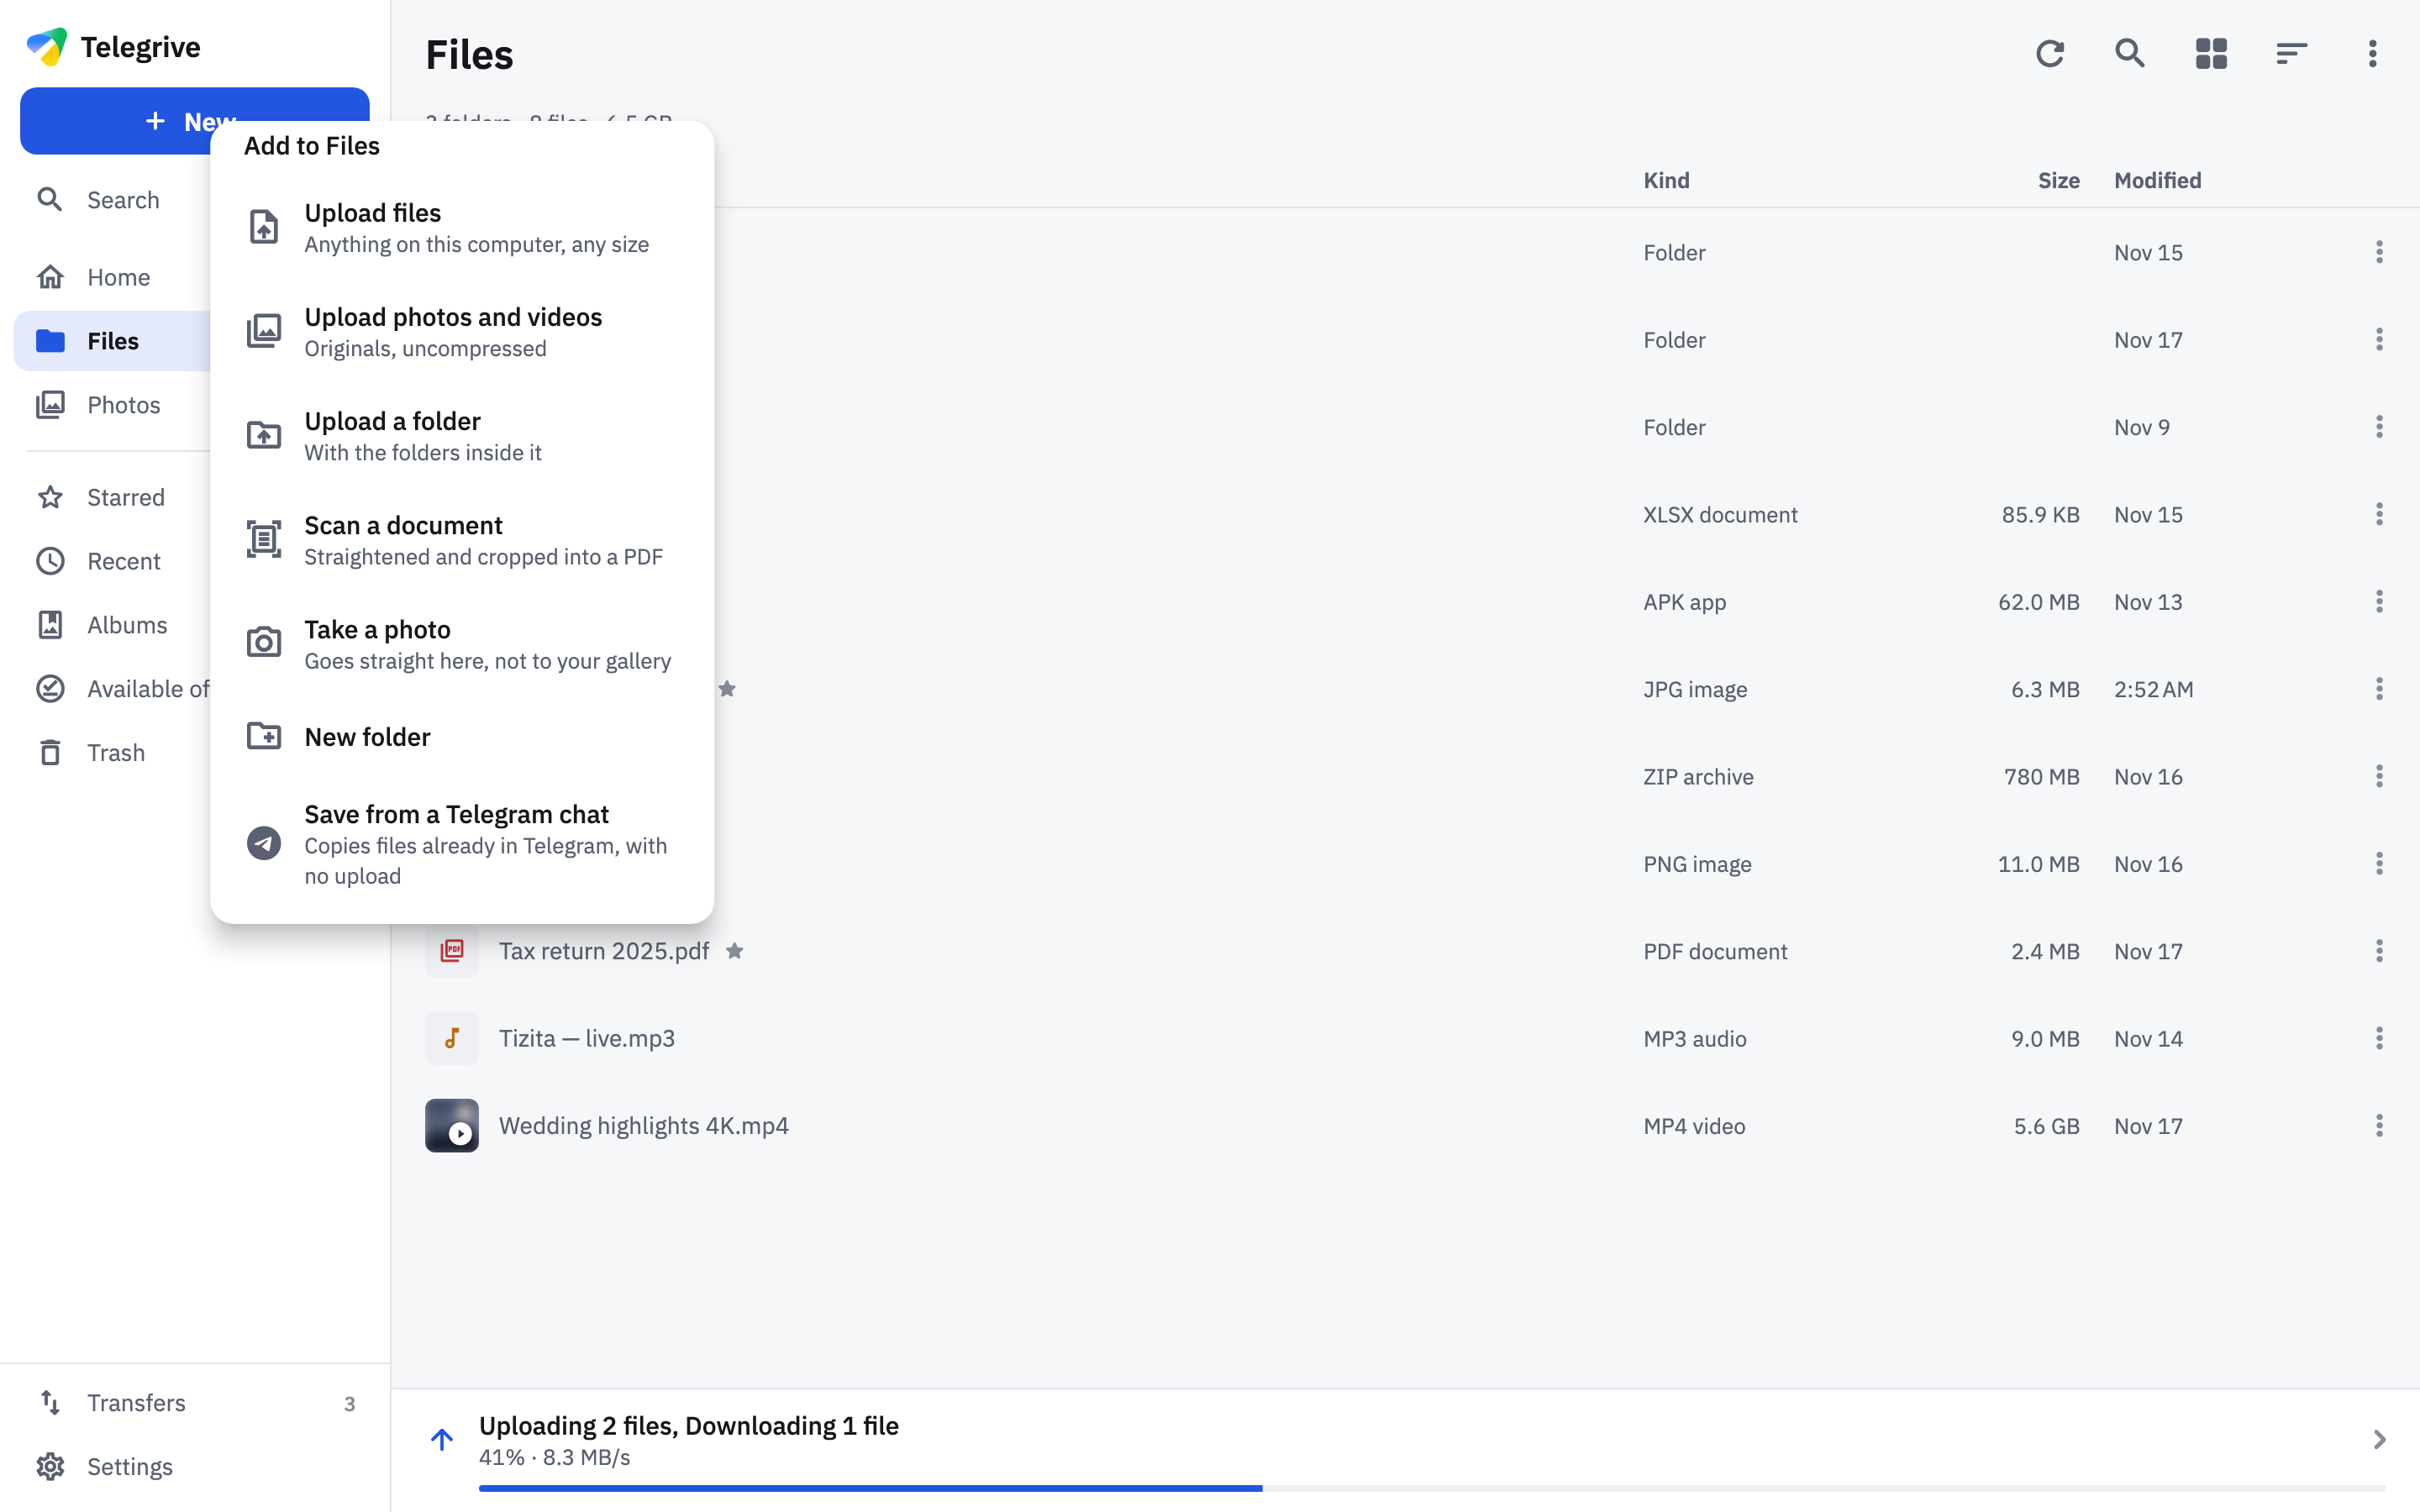 Telegrive
New
Search
Home
Files
Photos
Starred
Recent
Albums
Available of
Trash
Transfers 3
Settings
Files
Add to Files
Upload files
Anything on this computer, any size
Upload photos and videos
Originals, uncompressed
Upload a folder
With the folders inside it
Scan a document
Straightened and cropped into a PDF
Take a photo
Goes straight here, not to your gallery
New folder
Save from a Telegram chat
Copies files already in Telegram, with
no upload
Kind Size Modified
Folder Nov 15
Folder Nov 17
Folder Nov 9
XLSX document 85.9 KB Nov 15
APK app 62.0 MB Nov 13
JPG image 6.3 MB 2:52 AM
ZIP archive 780 MB Nov 16
PNG image 11.0 MB Nov 16
PDF Tax return 2025.pdf PDF document 2.4 MB Nov 17
Tizita — live.mp3 MP3 audio 9.0 MB Nov 14
Wedding highlights 4K.mp4 MP4 video 5.6 GB Nov 17
Uploading 2 files, Downloading 1 file
41% · 8.3 MB/s